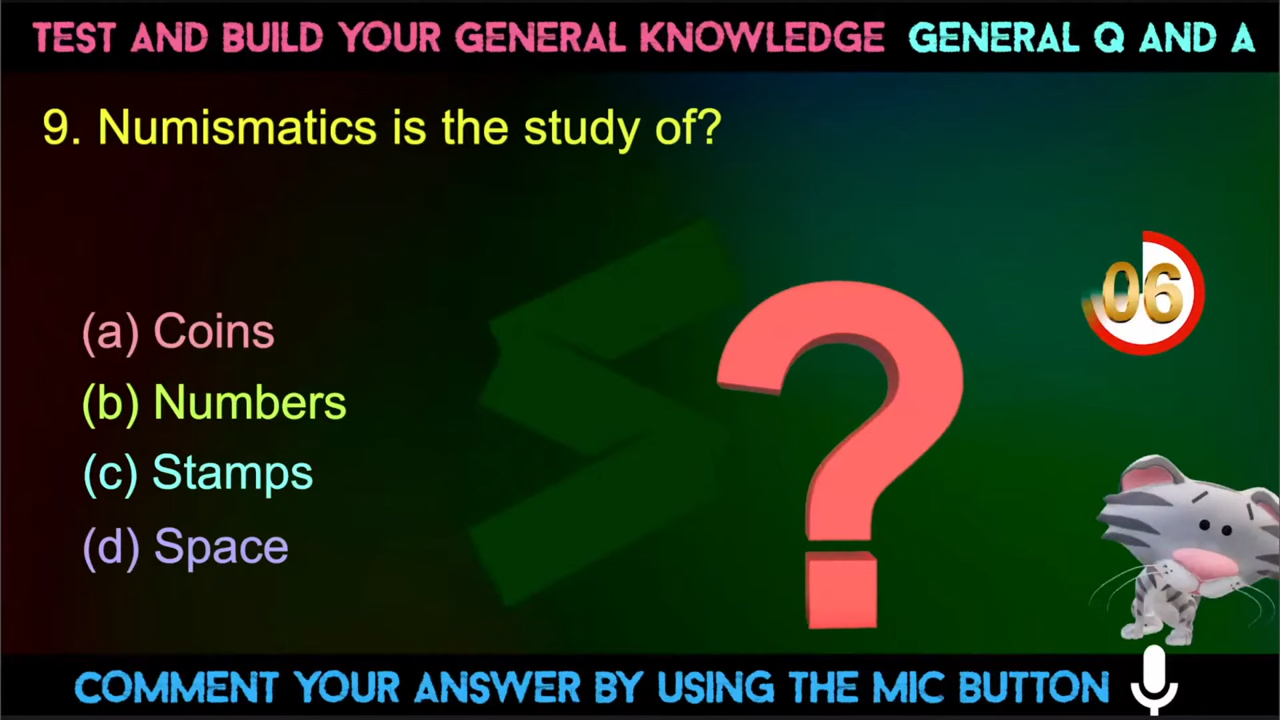 TEST AND BUILD YOUR GENERAL KNOWLEDGE GENERAL Q AND A
9. Numismatics is the study of?
06
(a) Coins
(b) Numbers
(c) Stamps
(d) Space
?
COMMENT YOUR ANSWER BY USING THE MIC BUTTON